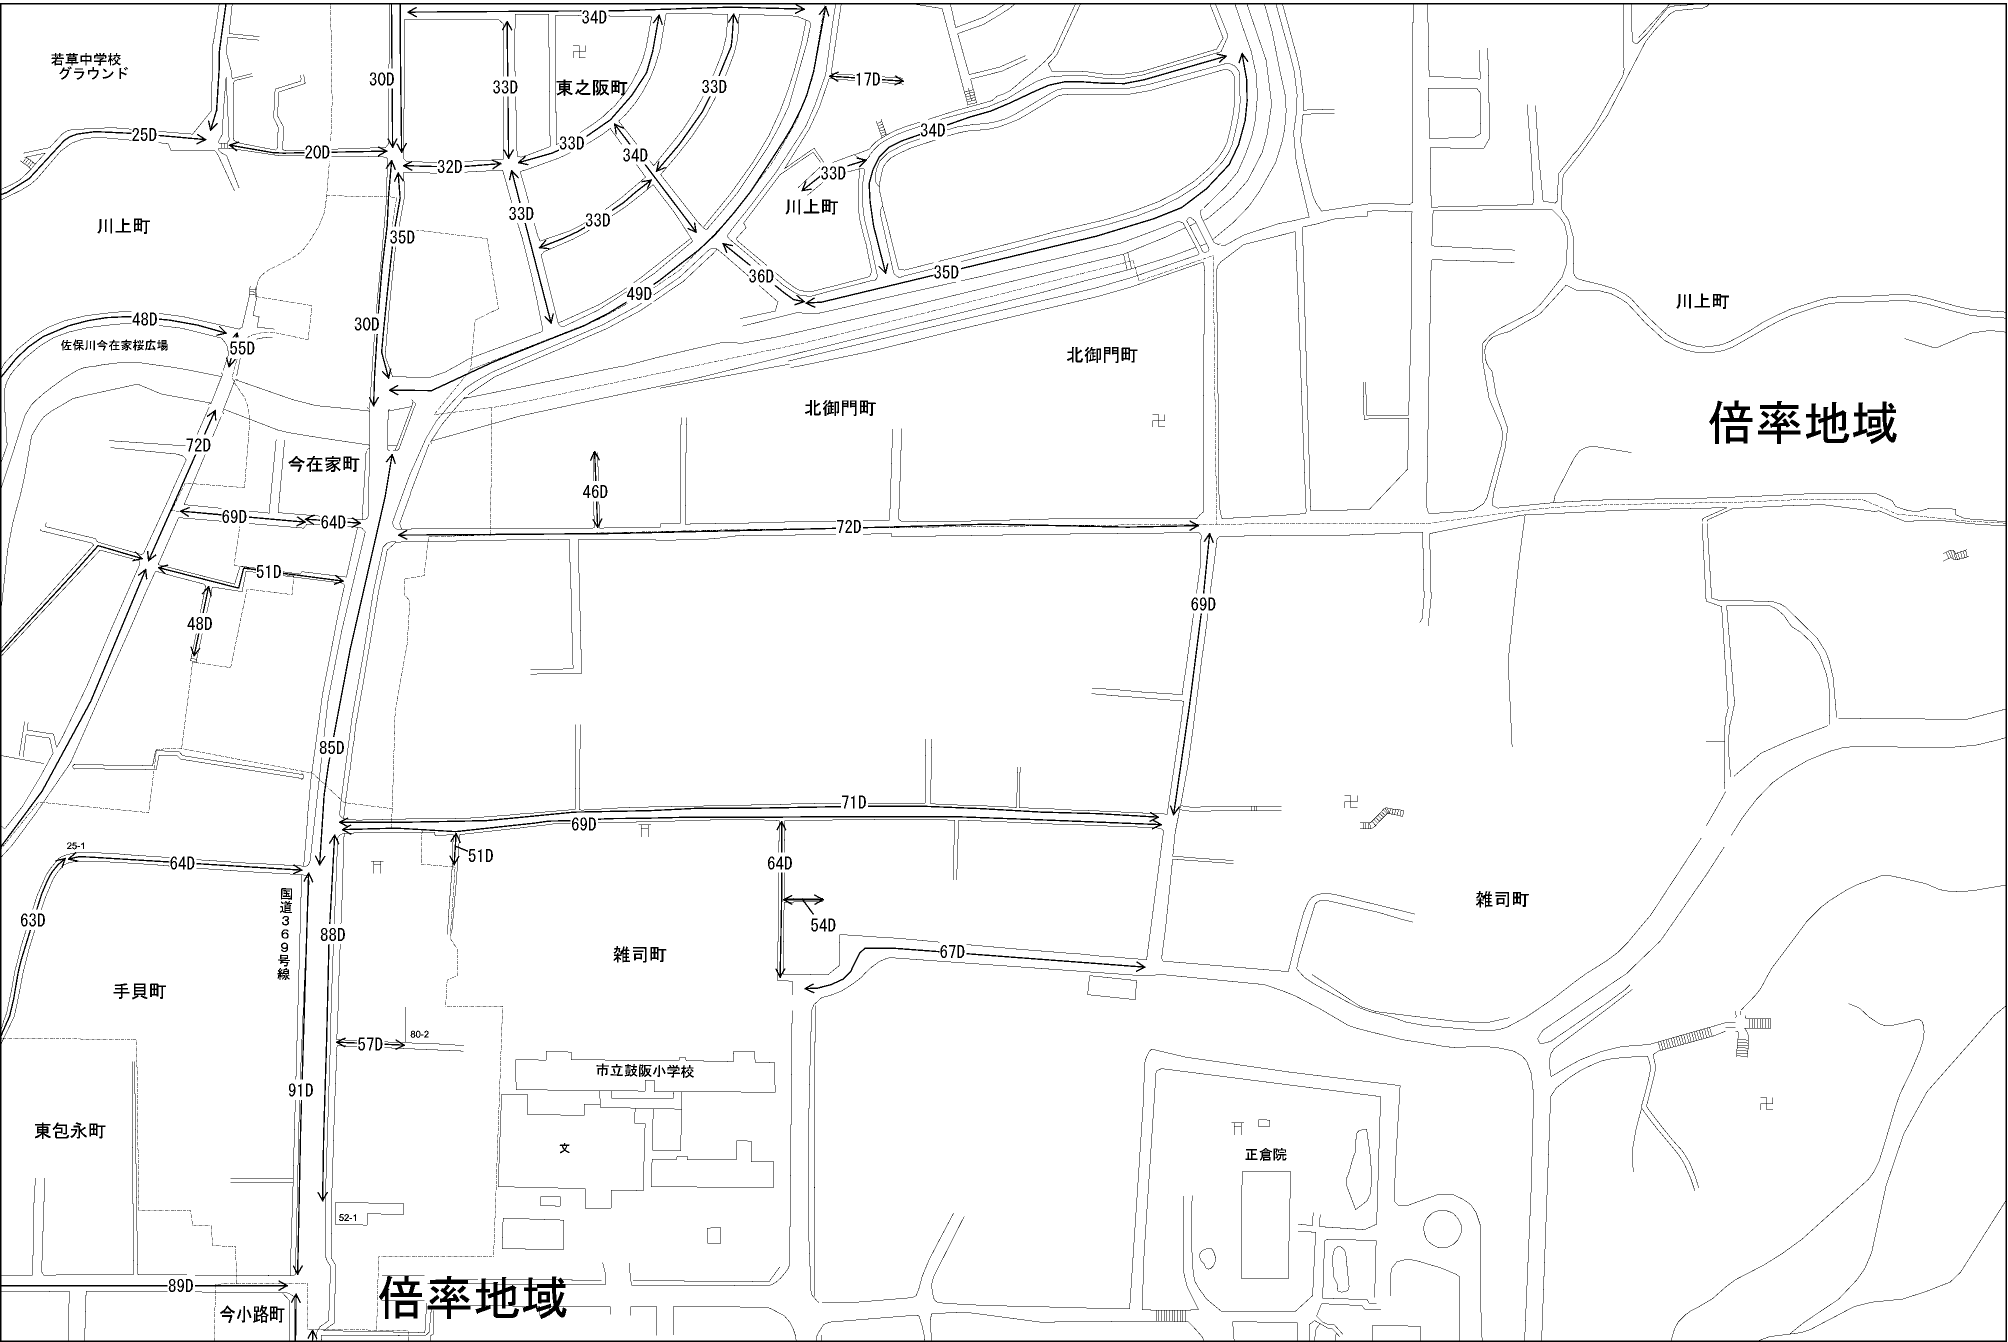 34D
若草中学校
グラウンド
30D
33D
東之阪町
33D
17D
25D
20D
32D
33D
34D
34D
33D
川上町
33D
33D
川上町
35D
36D
35D
49D
30D
川上町
48D
佐保川今在家桜広場
55D
北御門町
北御門町
倍率地域
72D
今在家町
46D
69D
64D
72D
51D
48D
69D
85D
71D
69D
25-1
64D
51D
64D
国道369号線
63D
88D
54D
雑司町
雑司町
67D
手貝町
80-2
57D
市立鼓阪小学校
91D
東包永町
文
正倉院
52-1
89D
倍率地域
今小路町